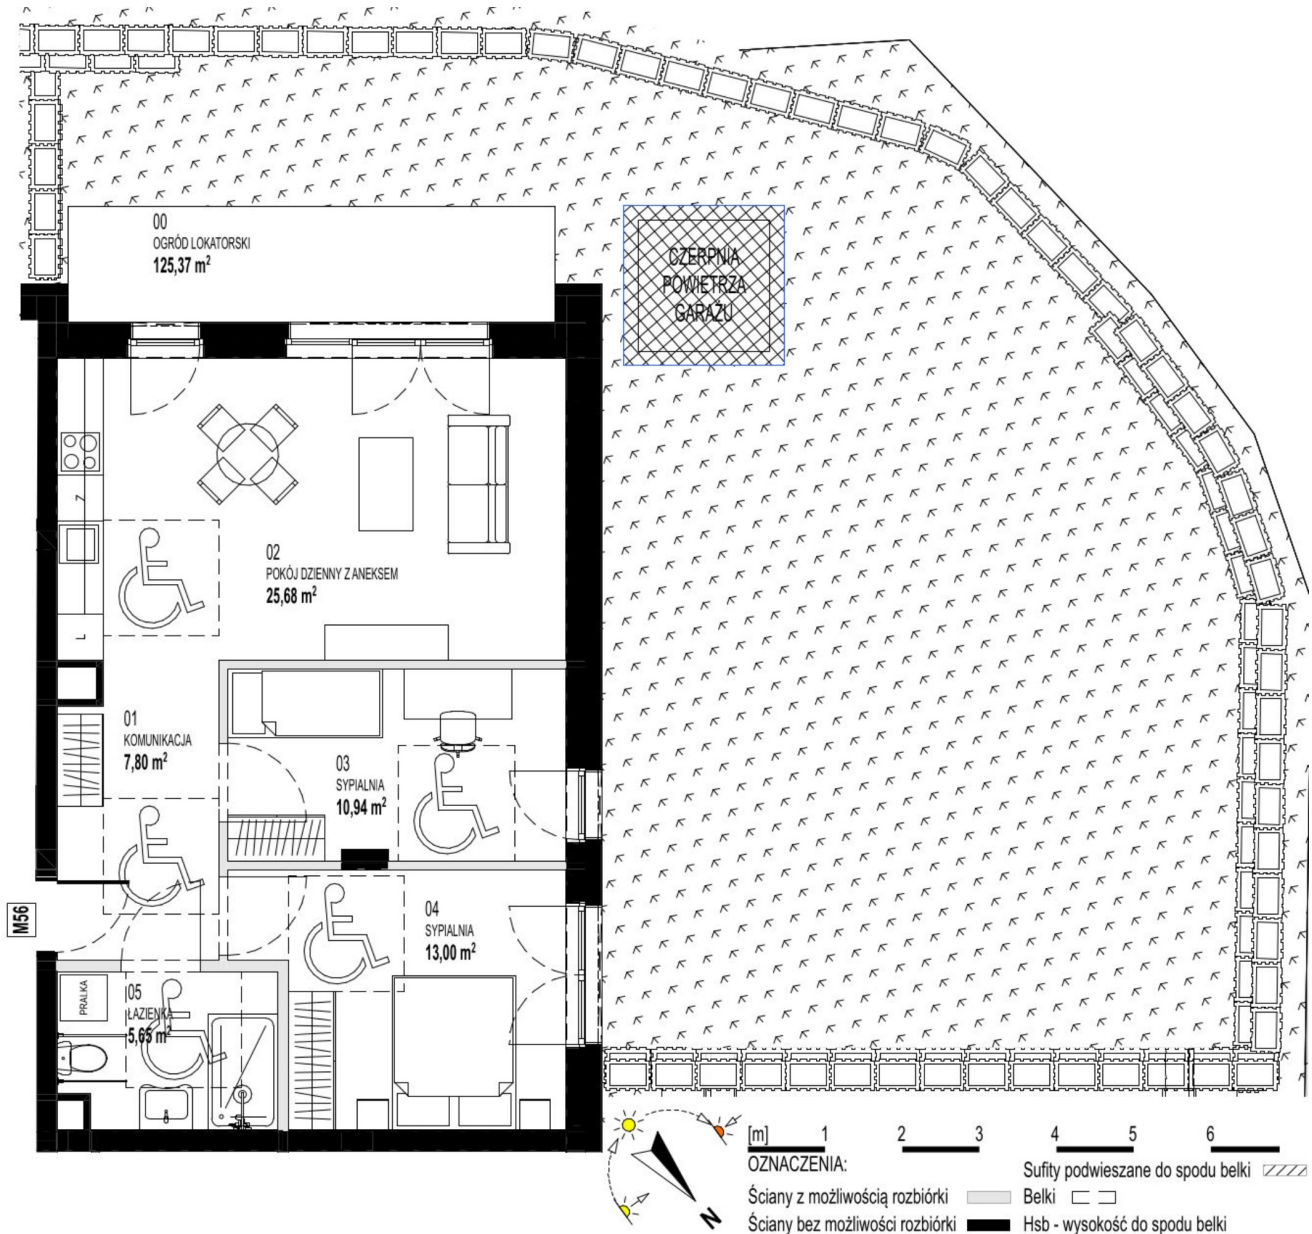 00
OGRÓD LOKATORSKI
125,37 m²
CZERPNIA
POWIETRZA
GARAŻU
Z
02
POKÓJ DZIENNY Z ANEKSEM
25,68 m²
L
01
KOMUNIKACJA
7,80 m²
03
SYPIALNIA
10,94 m²
M56
04
SYPIALNIA
13,00 m²
PRALKA
05
ŁAZIENKA
5,65 m²
[m] 1 2 3 4 5 6
OZNACZENIA:
Sufity podwieszane do spodu belki
Ściany z możliwością rozbiórki
Belki
Ściany bez możliwości rozbiórki
Hsb - wysokość do spodu belki
N